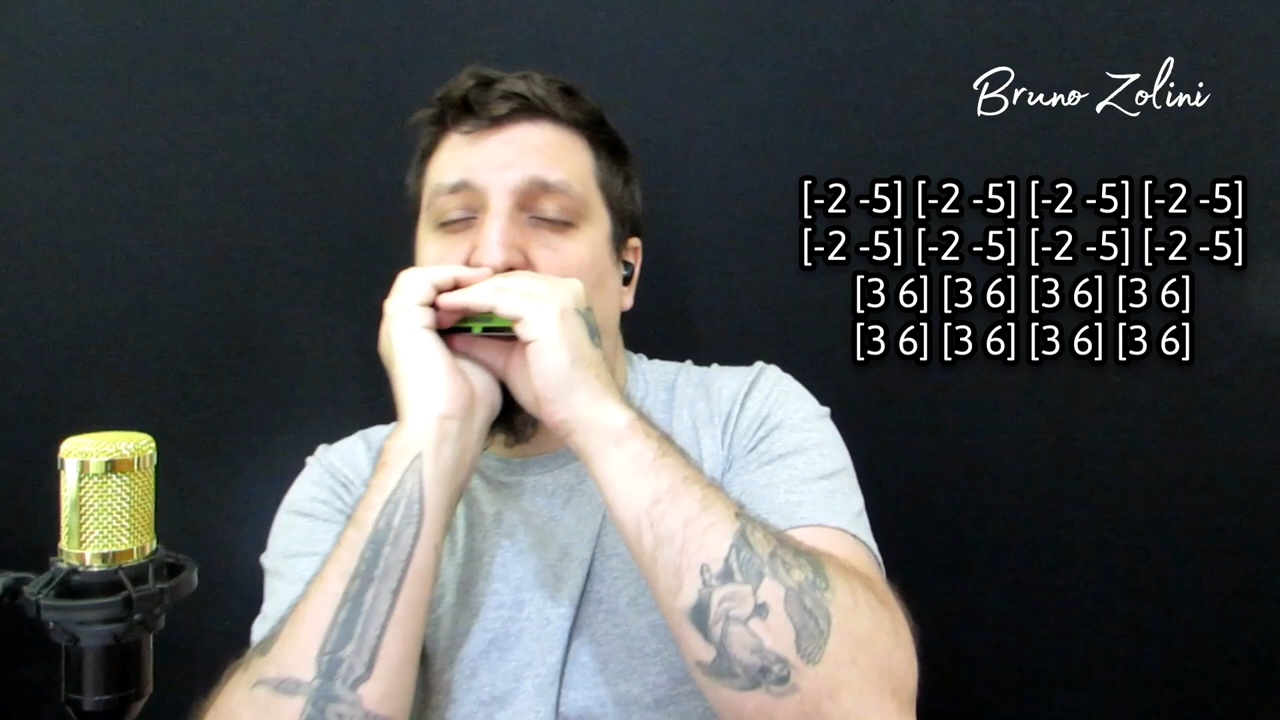 Bruno Zolini
[-2 -5] [-2 -5] [-2 -5] [-2 -5]
[-2 -5] [-2 -5] [-2 -5] [-2 -5]
[3 6] [3 6] [3 6] [3 6]
[3 6] [3 6] [3 6] [3 6]